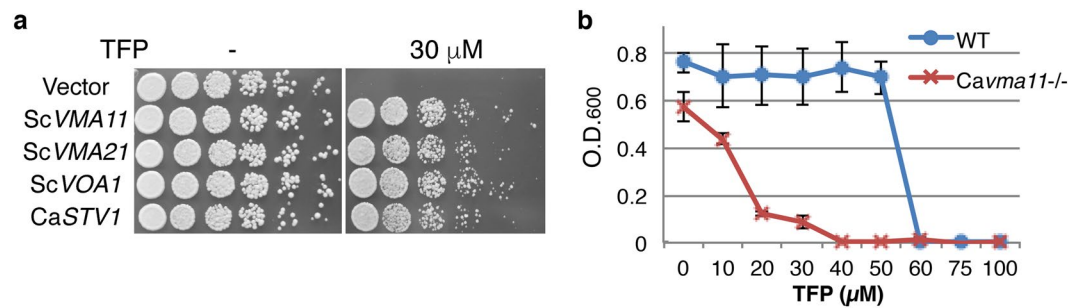 a
TFP - 30 µM
Vector
ScVMA11
ScVMA21
ScVOA1
CaSTV1
b
WT
Cavma11-/-
O.D.600
0.8
0.6
0.4
0.2
0
0 10 20 30 40 50 60 75 100
TFP (µM)